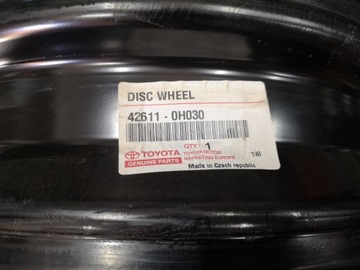 DISC WHEEL
42611 - 0H030
QTY 1
TOYOTA
GENUINE PARTS
TOYOTA MOTOR
MARKETING EUROPE
Made in Czech republic